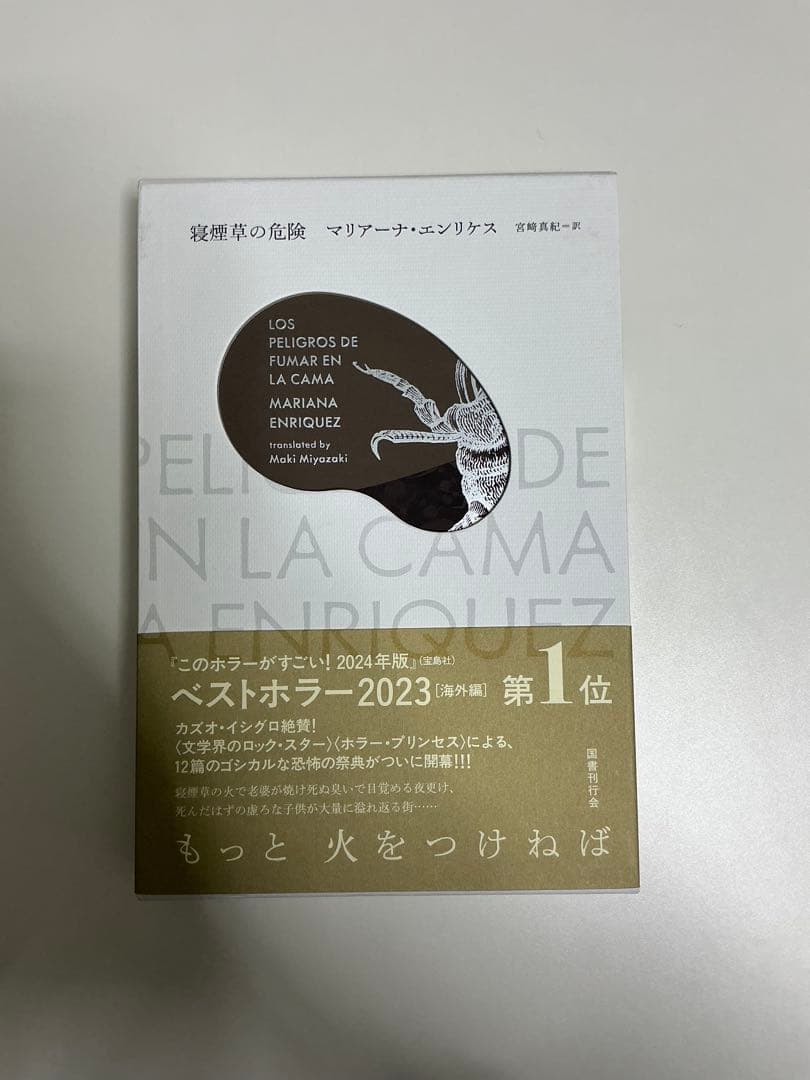 寝煙草の危険　マリアーナ・エンリケス　宮﨑真紀＝訳
LOS
PELIGROS DE
FUMAR EN
LA CAMA
MARIANA
ENRIQUEZ
translated by
Maki Miyazaki
PELIG DE
N LA CAMA
A ENRIQUEZ
『このホラーがすごい！2024年版』（宝島社）
ベストホラー2023［海外編］第1位
カズオ・イシグロ絶賛！
〈文学界のロック・スター〉〈ホラー・プリンセス〉による、
12篇のゴシカルな恐怖の祭典がついに開幕!!!
寝煙草の火で老婆が焼け死ぬ臭いで目覚める夜更け、
死んだはずの虚ろな子供が大量に溢れ返る街……
もっと 火をつけねば
国書刊行会